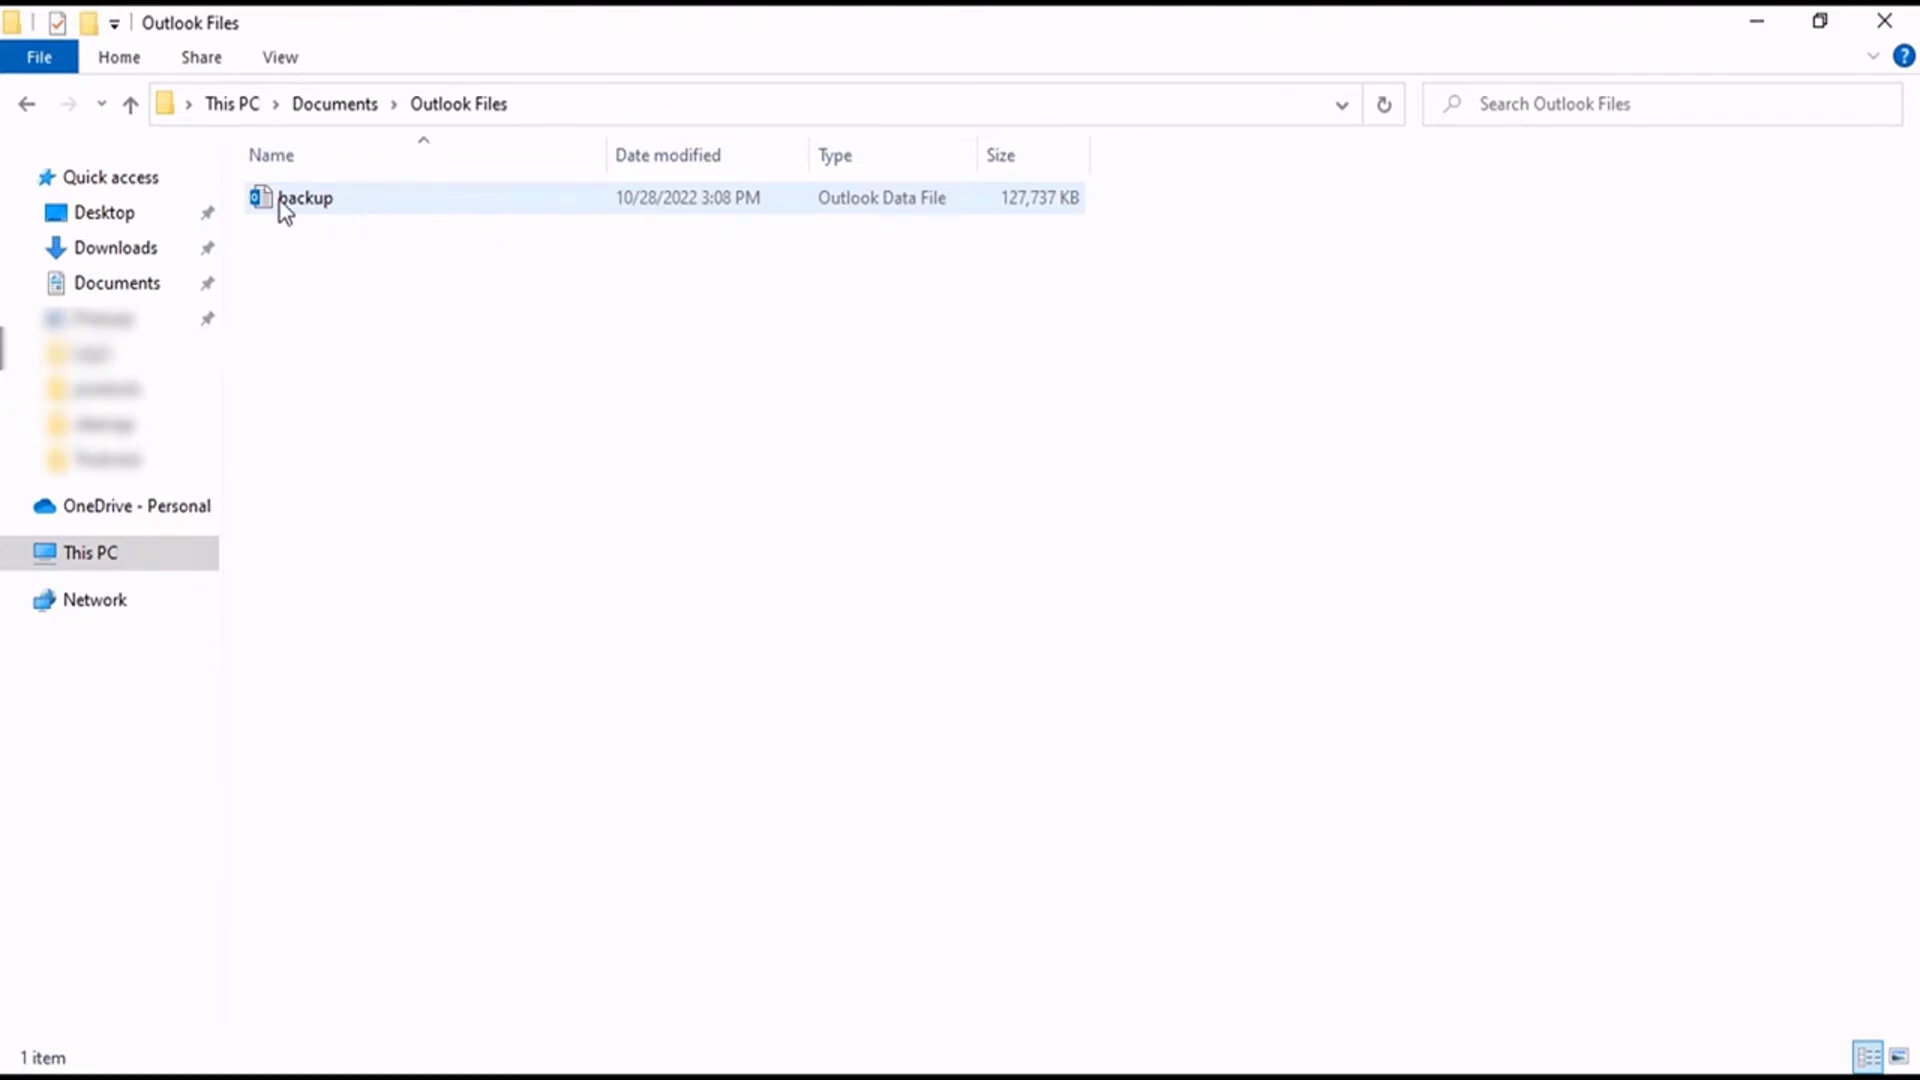 Outlook Files
File Home Share View
This PC Documents Outlook Files
Search Outlook Files
Name Date modified Type Size
backup 10/28/2022 3:08 PM Outlook Data File 127,737 KB
Quick access
Desktop
Downloads
Documents
OneDrive - Personal
This PC
Network
1 item